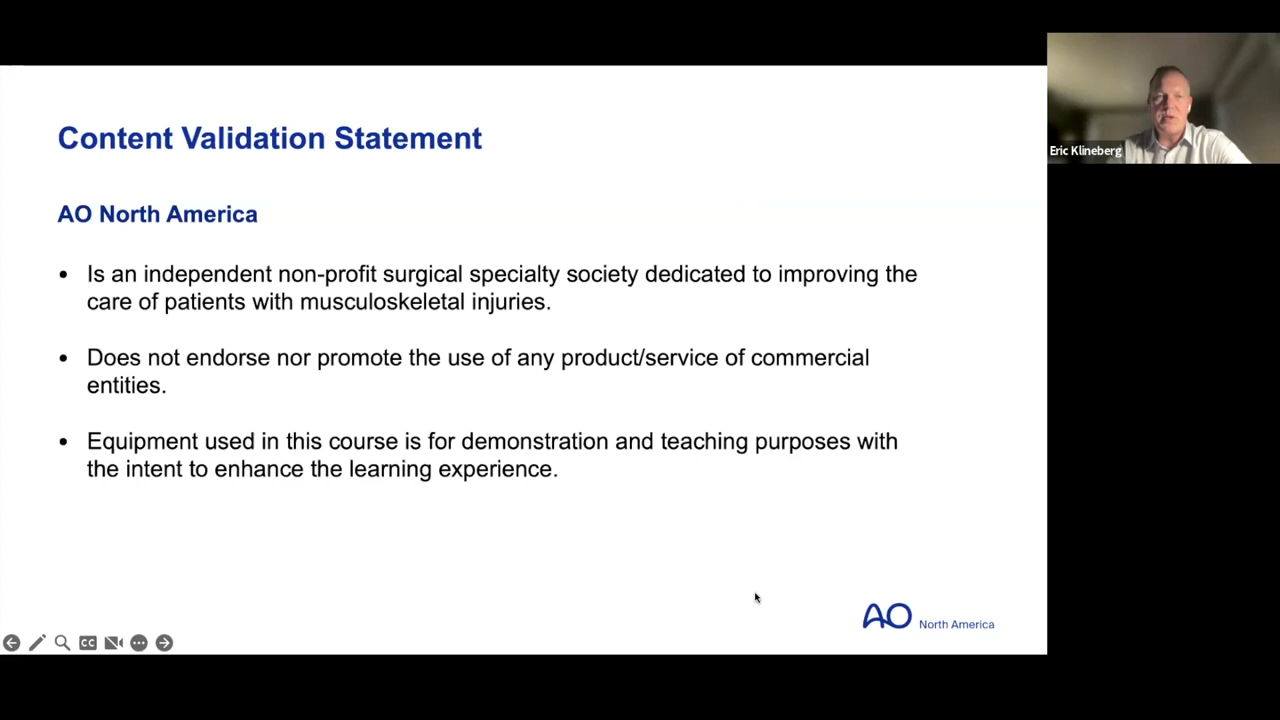 Content Validation Statement
AO North America
• Is an independent non-profit surgical specialty society dedicated to improving the
care of patients with musculoskeletal injuries.
• Does not endorse nor promote the use of any product/service of commercial
entities.
• Equipment used in this course is for demonstration and teaching purposes with
the intent to enhance the learning experience.
AO North America
CC
Eric Klineberg